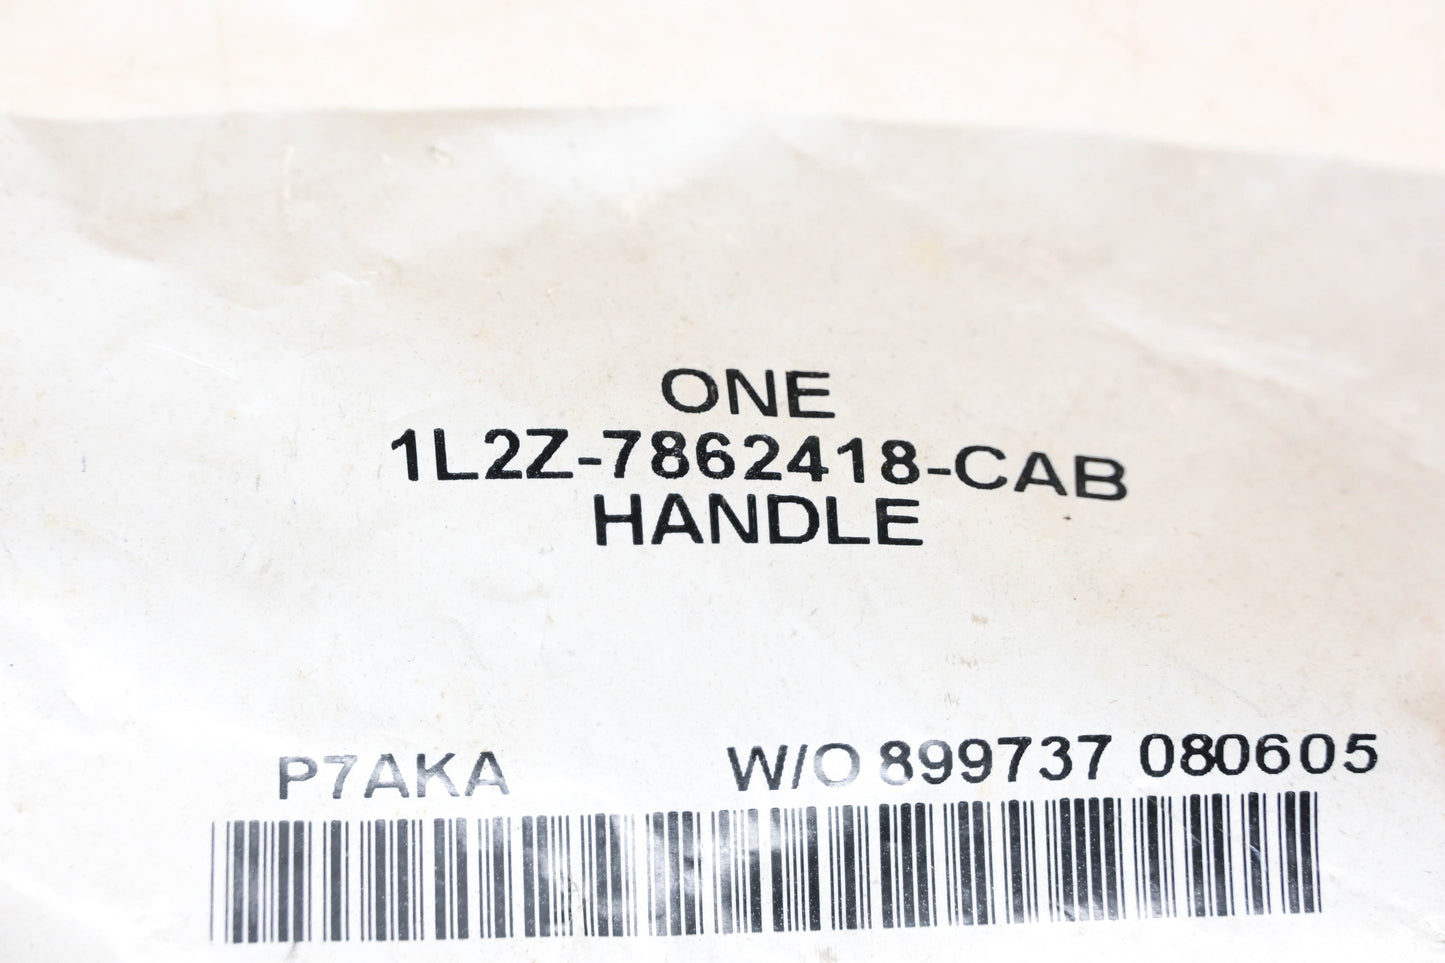 ONE
1L2Z-7862418-CAB
HANDLE
P7AKA W/O 899737 080605